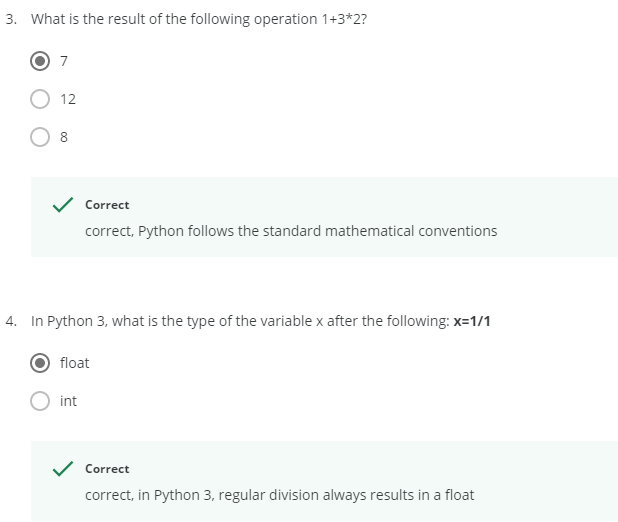 3. What is the result of the following operation 1+3*2?
7
12
8
Correct
correct, Python follows the standard mathematical conventions
4. In Python 3, what is the type of the variable x after the following: x=1/1
float
int
Correct
correct, in Python 3, regular division always results in a float